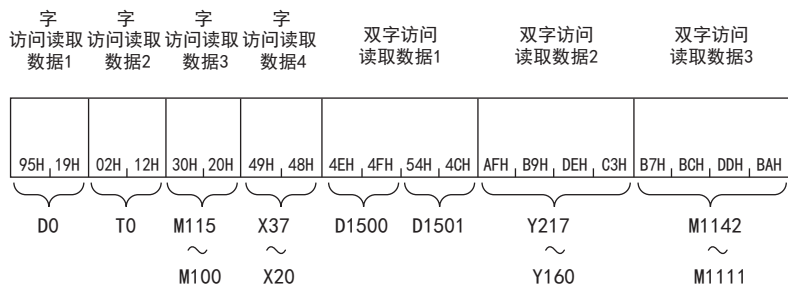 字 字 字 字
访问读取 访问读取 访问读取 访问读取 双字访问 双字访问 双字访问
数据1 数据2 数据3 数据4 读取数据1 读取数据2 读取数据3
95H 19H 02H 12H 30H 20H 49H 48H 4EH 4FH 54H 4CH AFH B9H DEH C3H B7H BCH DDH BAH
D0 T0 M115 X37 D1500 D1501 Y217 M1142
～ ～ ～ ～
M100 X20 Y160 M1111